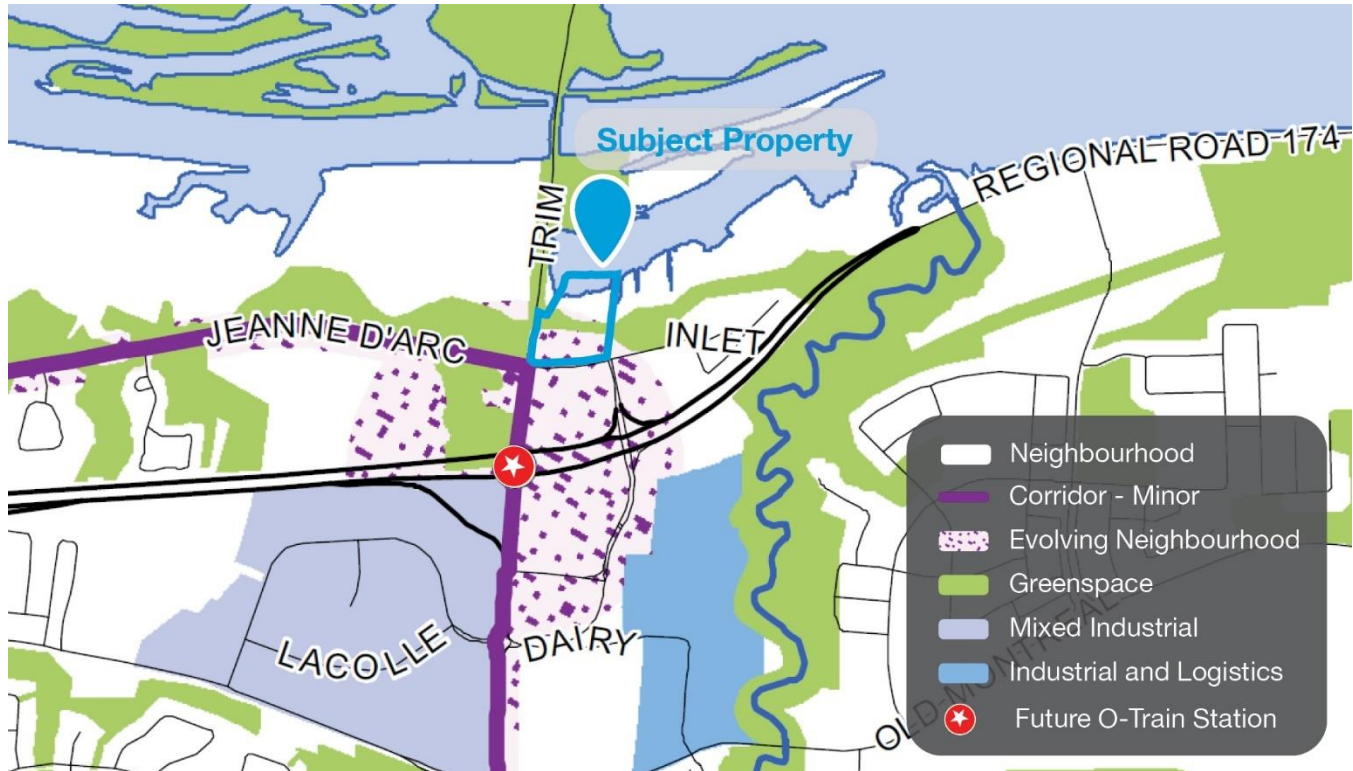 Subject Property
REGIONAL ROAD 174
TRIM
JEANNE D'ARC
INLET
LACOLLE
DAIRY
OLD MONTREAL
Neighbourhood
Corridor - Minor
Evolving Neighbourhood
Greenspace
Mixed Industrial
Industrial and Logistics
Future O-Train Station